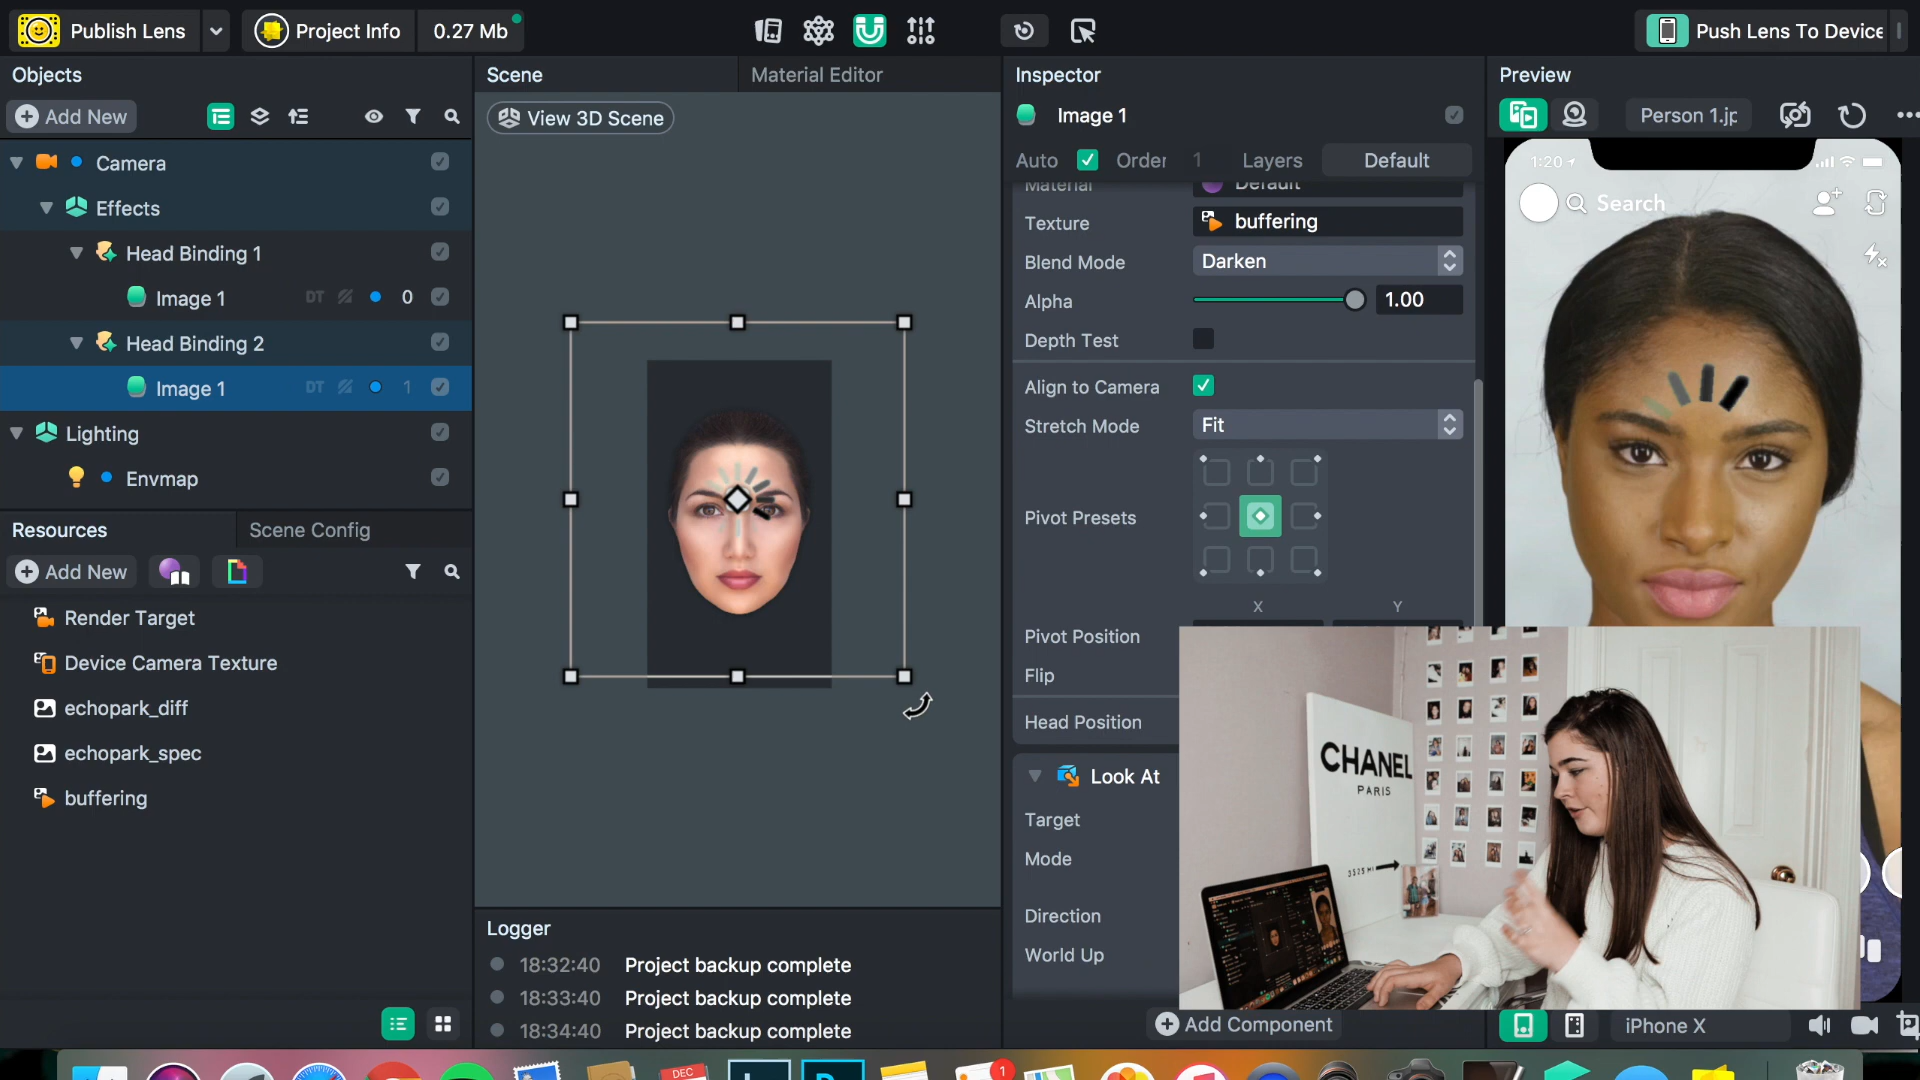 Publish Lens
Project Info
0.27 Mb
Push Lens To Device
Objects
Scene
Material Editor
Inspector
Preview
Add New
View 3D Scene
Image 1
Person 1.jp
Auto
Order
1
Layers
Default
Camera
Effects
Head Binding 1
Image 1
DT
0
Head Binding 2
Image 1
DT
1
Lighting
Envmap
Material
Default
Texture
buffering
Blend Mode
Darken
Alpha
1.00
Depth Test
Align to Camera
Stretch Mode
Fit
Pivot Presets
X
Y
Pivot Position
Flip
Head Position
Look At
Target
Mode
Direction
World Up
Add Component
1:20
Search
Resources
Scene Config
Add New
Render Target
Device Camera Texture
echopark_diff
echopark_spec
buffering
Logger
18:32:40 Project backup complete
18:33:40 Project backup complete
18:34:40 Project backup complete
CHANEL
PARIS
iPhone X
DEC
1